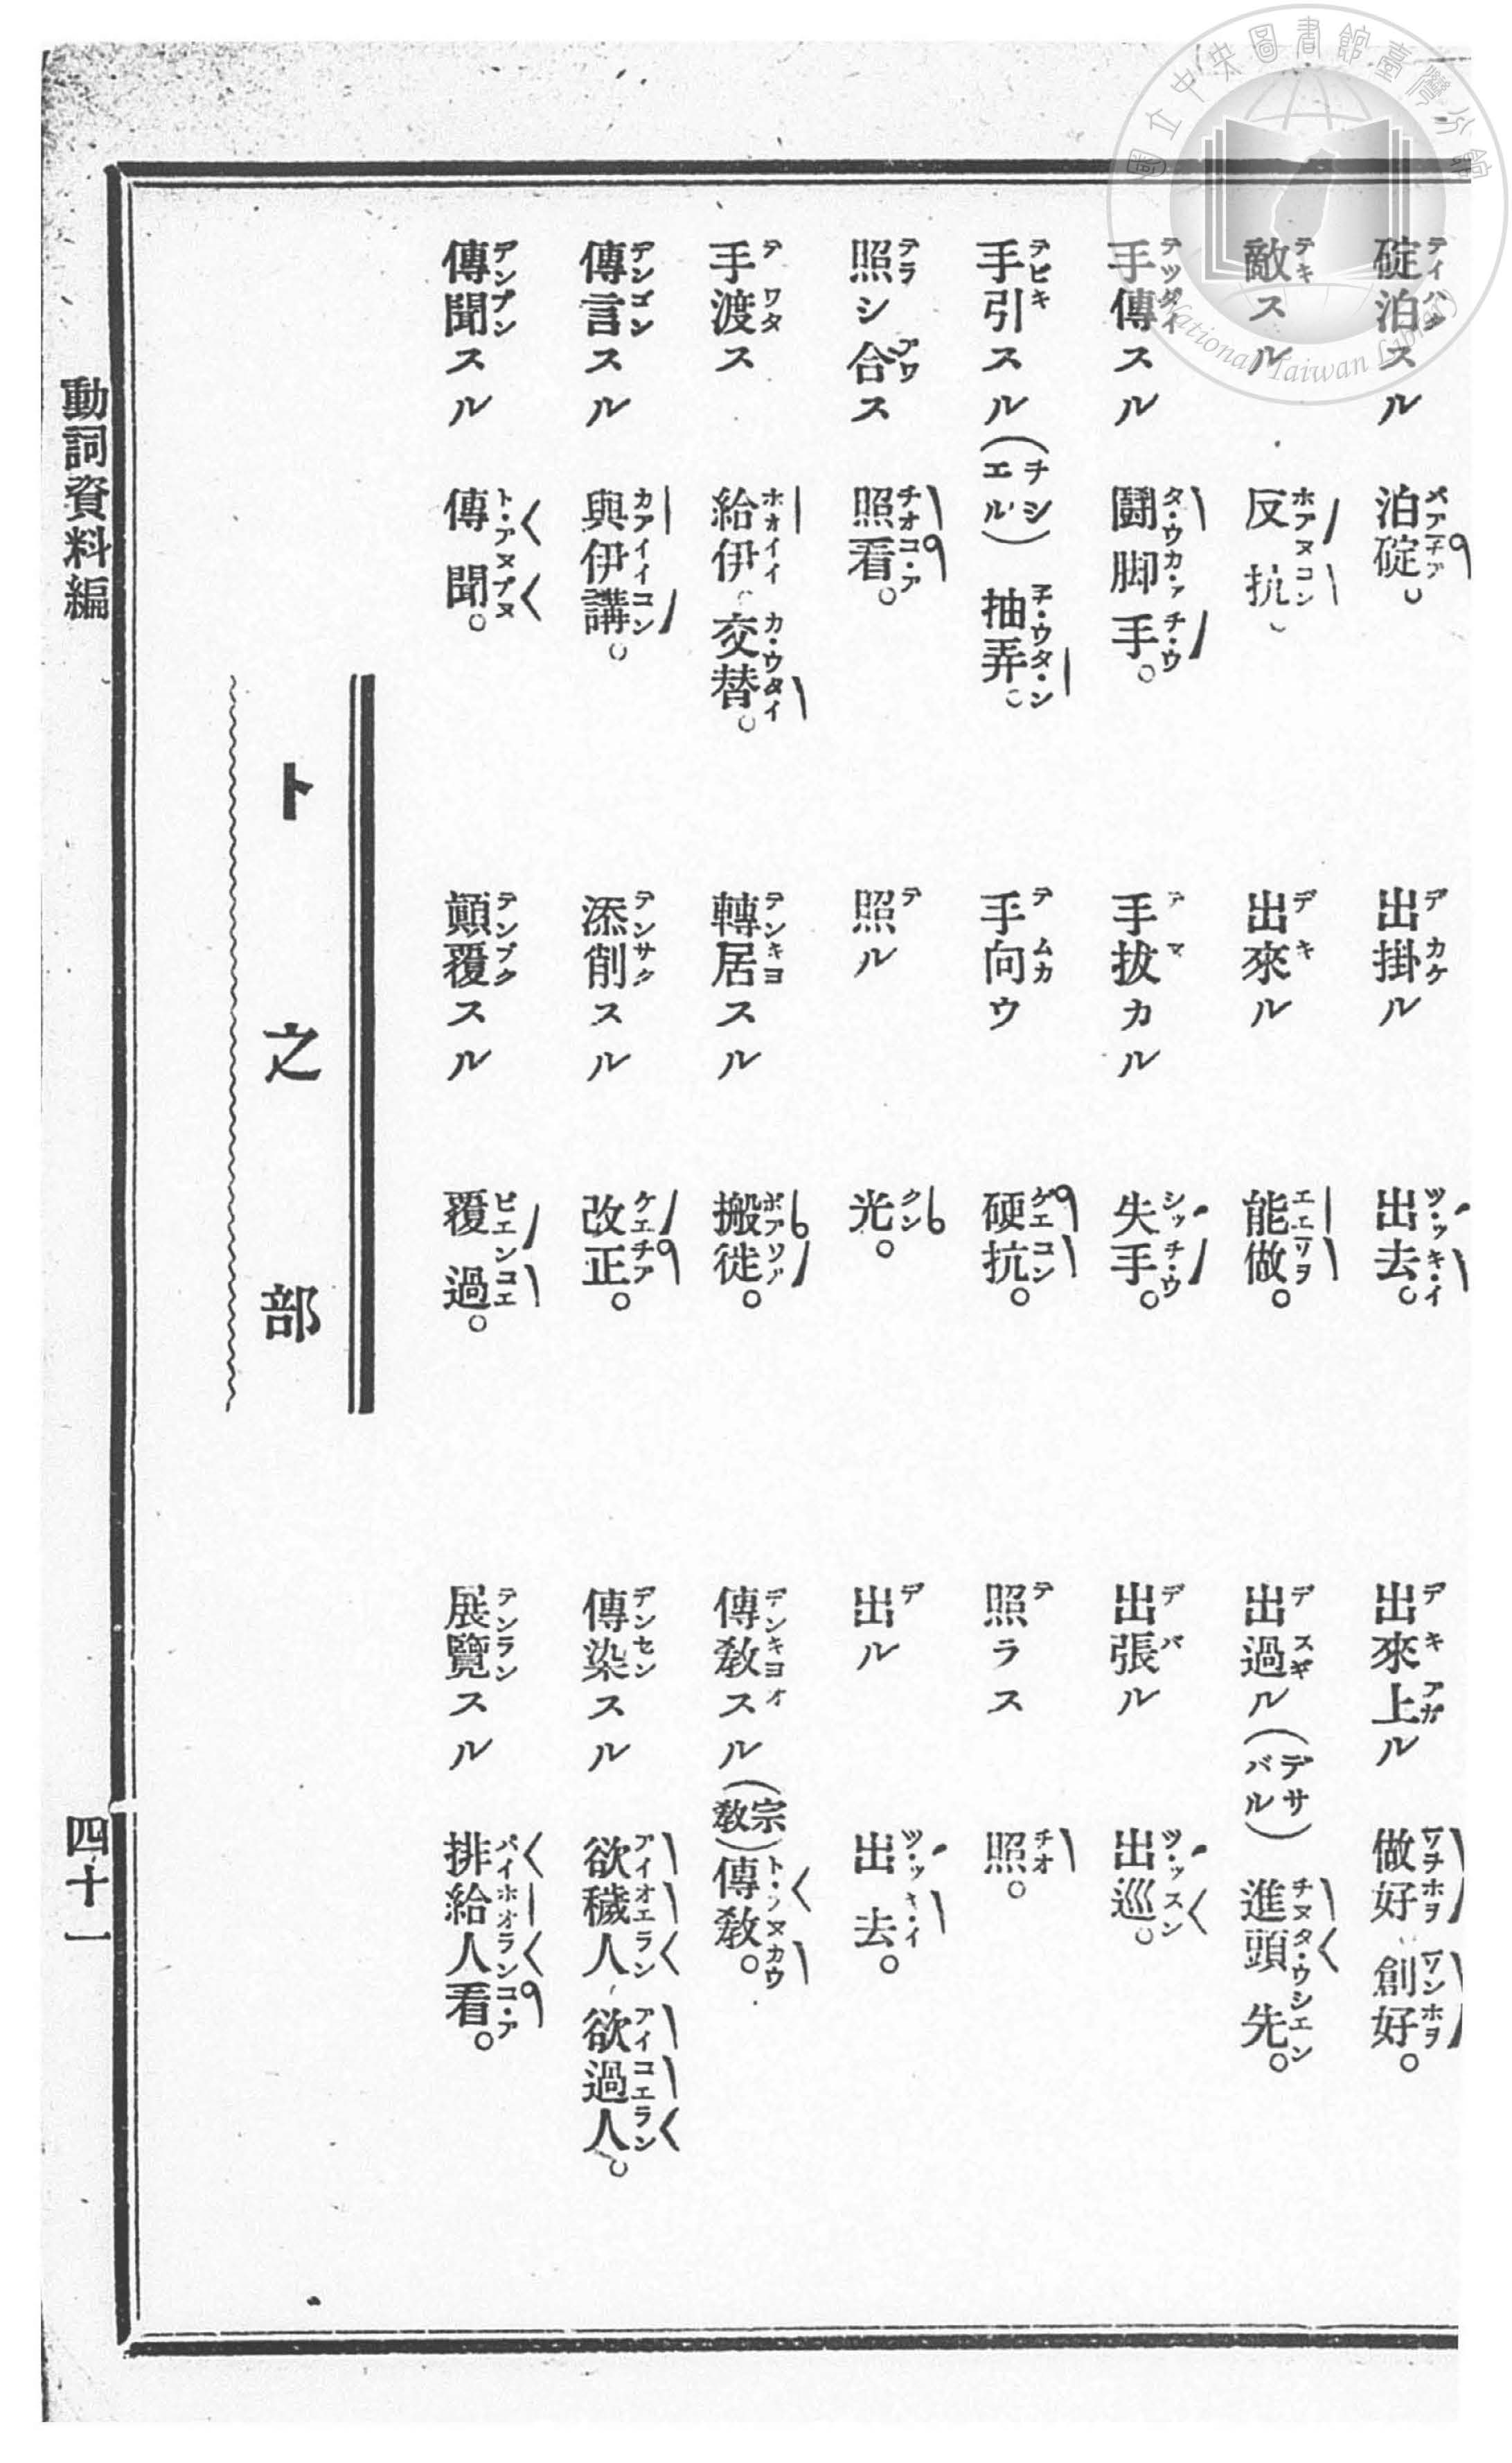 碇泊スル 泊碇。
出掛ル 出去。
出來上ル 做好、創好。
敵スル 反抗、
出來ル 能做。
出過ル(デサバル) 進頭先。
手傳スル 鬪脚手。
手拔カル 失手。
出張ル 出巡。
手引スル(チシエル) 抽弄。
手向ウ 硬抗。
照ラス 照。
照シ合ス 照看。
照ル 光。
出ル 出去。
手渡ス 給伊、交替。
轉居スル 搬徙。
傳敎スル(宗敎) 傳敎。
傳言スル 與伊講。
添削スル 改正。
傳染スル 欲穢人、欲過人。
傳聞スル 傳聞。
顚覆スル 覆過。
展覽スル 排給人看。
ト之部
動詞資料編 四十一
國立中央圖書館臺灣分館
National Taiwan Library